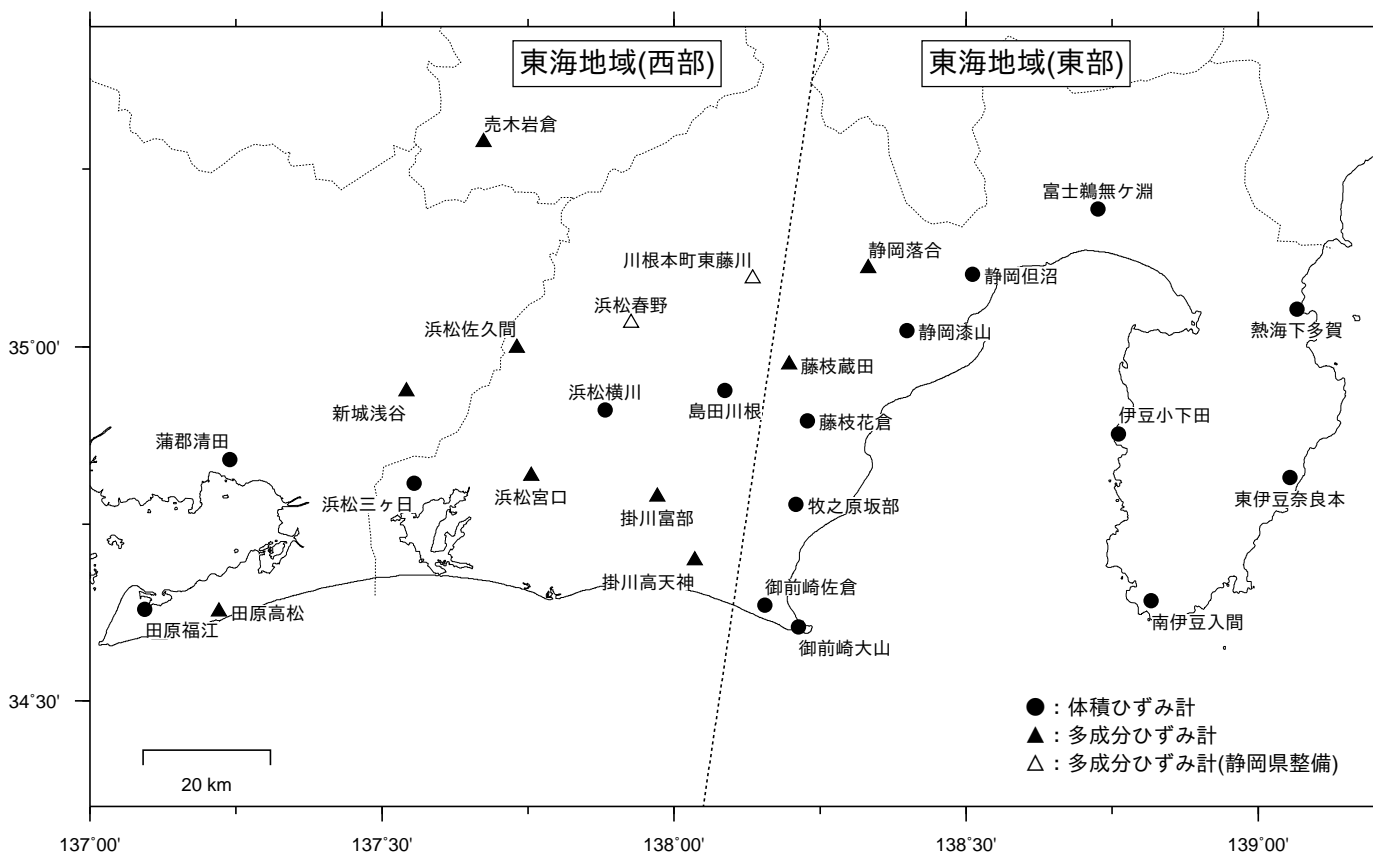 東海地域(西部)
東海地域(東部)
売木岩倉
富士鵜無ケ淵
静岡落合
川根本町東藤川
静岡但沼
浜松春野
熱海下多賀
浜松佐久間
静岡漆山
35°00'
藤枝蔵田
浜松横川
島田川根
新城浅谷
伊豆小下田
藤枝花倉
蒲郡清田
浜松三ヶ日
浜松宮口
東伊豆奈良本
牧之原坂部
掛川富部
掛川高天神
御前崎佐倉
田原高松
田原福江
南伊豆入間
御前崎大山
34°30'
:体積ひずみ計
:多成分ひずみ計
:多成分ひずみ計(静岡県整備)
20 km
137°00'
137°30'
138°00'
138°30'
139°00'